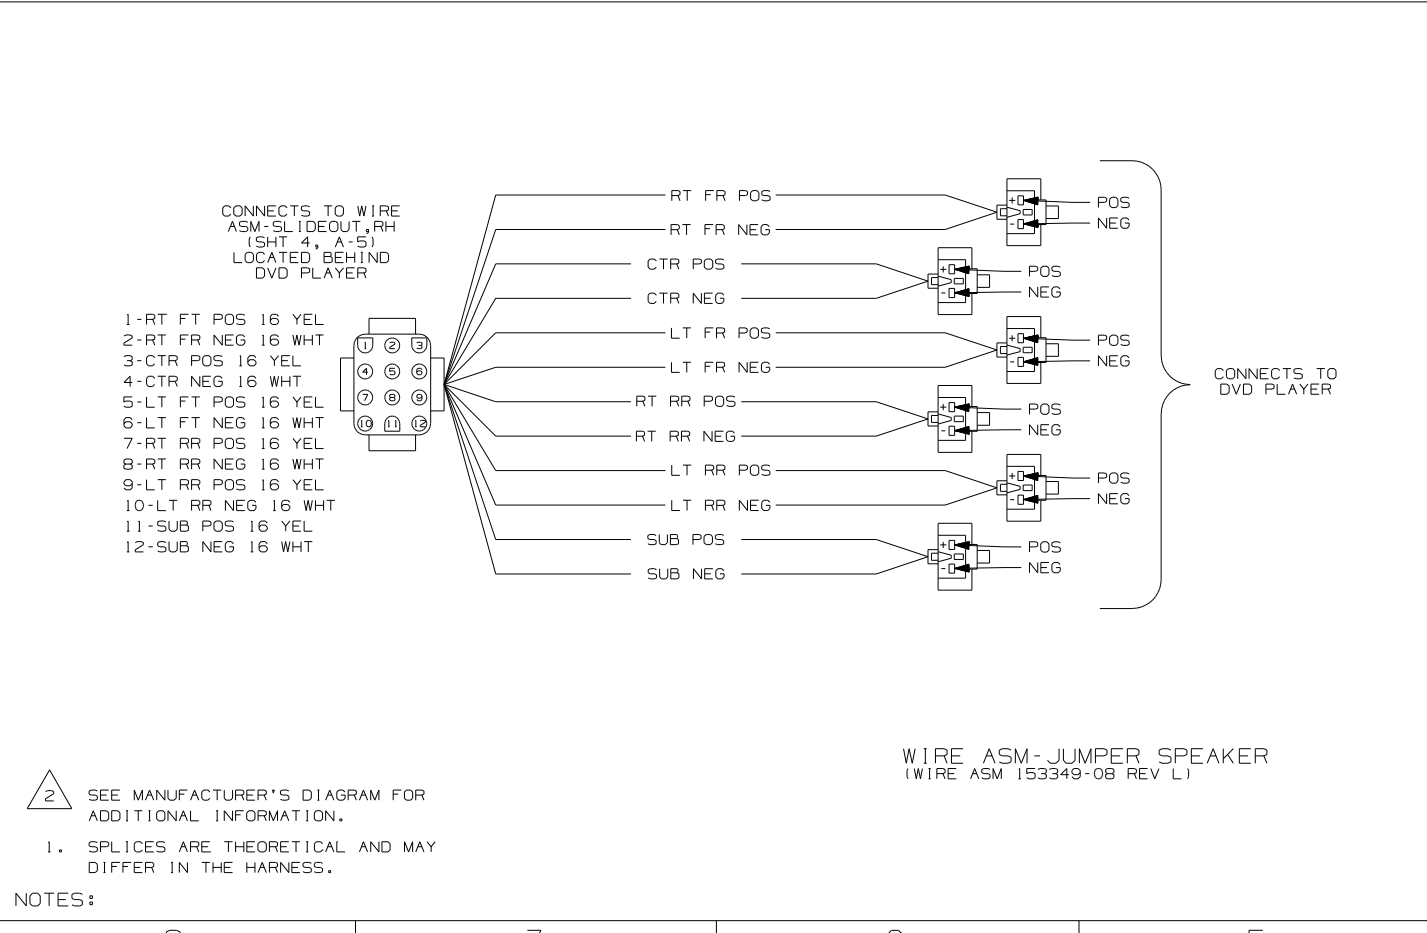 CONNECTS TO WIRE
ASM-SLIDEOUT,RH
(SHT 4, A-5)
LOCATED BEHIND
DVD PLAYER
1-RT FT POS 16 YEL
2-RT FR NEG 16 WHT
3-CTR POS 16 YEL
4-CTR NEG 16 WHT
5-LT FT POS 16 YEL
6-LT FT NEG 16 WHT
7-RT RR POS 16 YEL
8-RT RR NEG 16 WHT
9-LT RR POS 16 YEL
10-LT RR NEG 16 WHT
11-SUB POS 16 YEL
12-SUB NEG 16 WHT
1 2 3
4 5 6
7 8 9
10 11 12
RT FR POS
RT FR NEG
CTR POS
CTR NEG
LT FR POS
LT FR NEG
RT RR POS
RT RR NEG
LT RR POS
LT RR NEG
SUB POS
SUB NEG
+ POS
- NEG
+ POS
- NEG
+ POS
- NEG
+ POS
- NEG
+ POS
- NEG
+ POS
- NEG
CONNECTS TO
DVD PLAYER
WIRE ASM-JUMPER SPEAKER
(WIRE ASM 153349-08 REV L)
2 SEE MANUFACTURER'S DIAGRAM FOR
ADDITIONAL INFORMATION.
1. SPLICES ARE THEORETICAL AND MAY
DIFFER IN THE HARNESS.
NOTES: